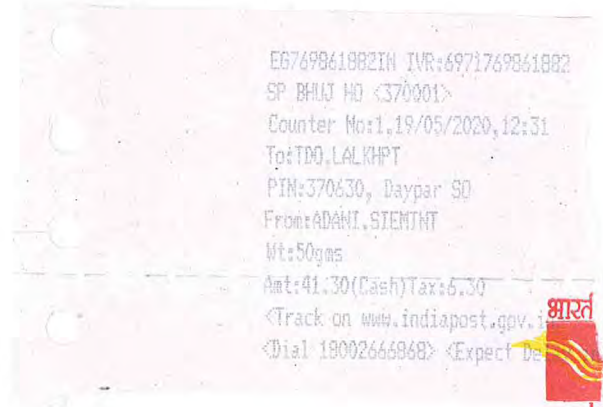 EG769861882IN IVR:6971769861882
SP BHUJ HO <370001>
Counter No:1,19/05/2020,12:31
To:TDO,LALKHPT
PIN:370630, Daypar SO
From:ADANI,SIEMTNT
Wt:50gms
Amt:41.30(Cash)Tax:6.30
<Track on www.indiapost.gov.i
<Dial 18002666868> <Expect De
भारत